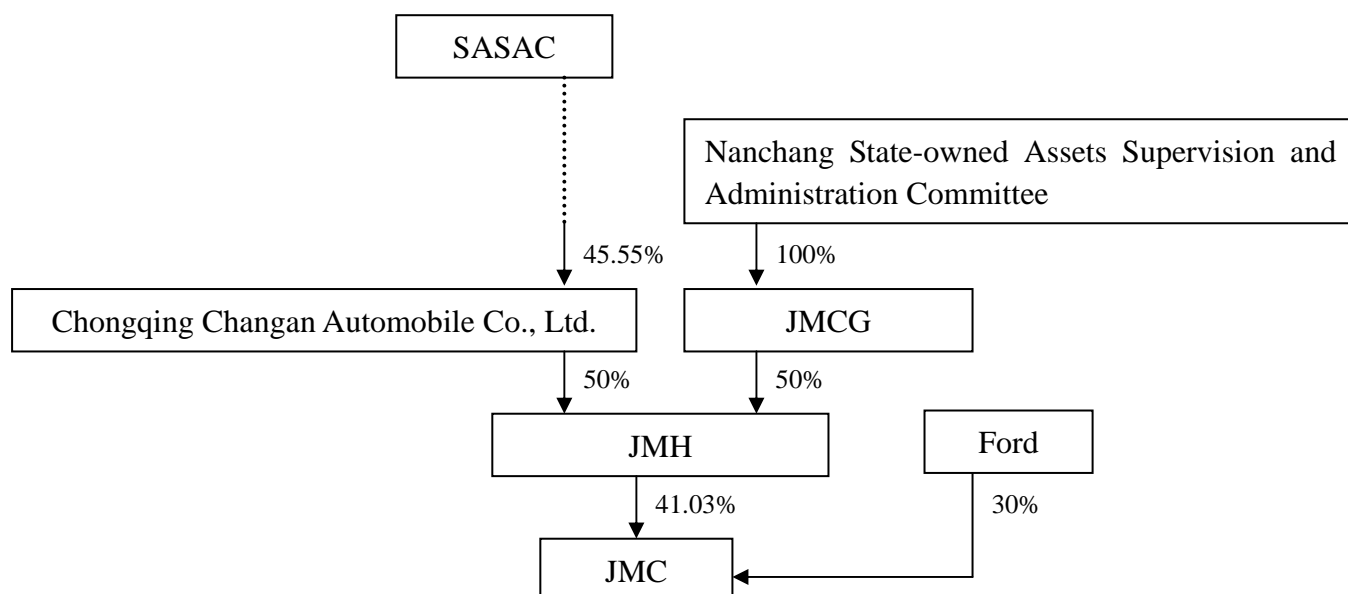 SASAC
Nanchang State-owned Assets Supervision and
Administration Committee
45.55%
100%
Chongqing Changan Automobile Co., Ltd.
JMCG
50%
50%
JMH
Ford
41.03%
30%
JMC